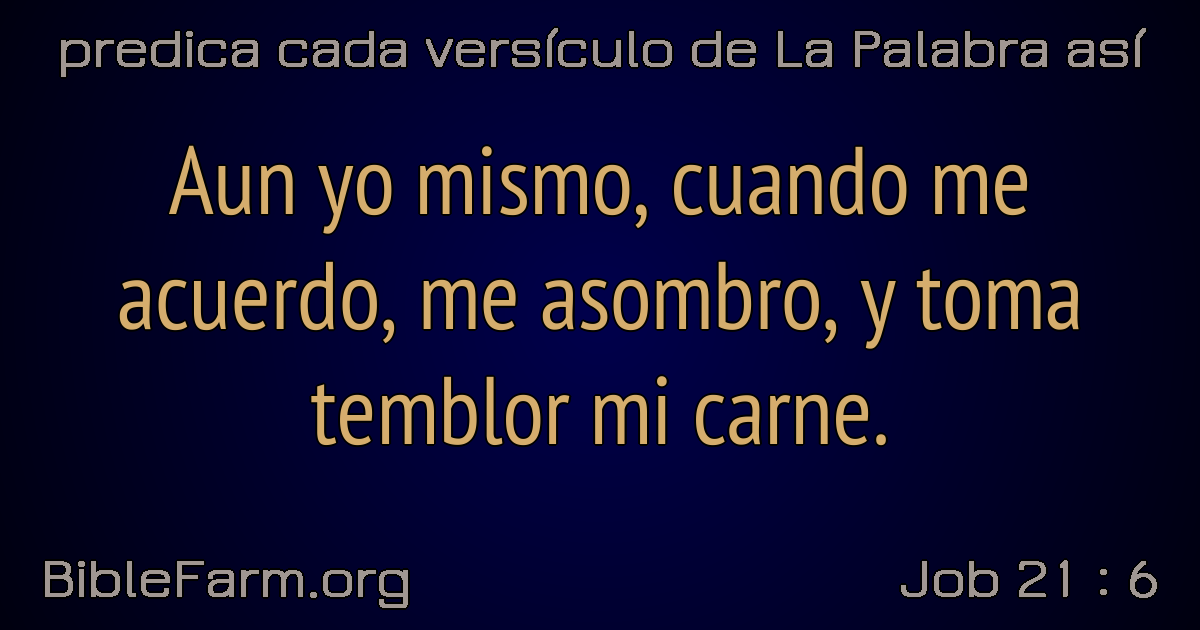 predica cada versículo de La Palabra así
Aun yo mismo, cuando me
acuerdo, me asombro, y toma
temblor mi carne.
BibleFarm.org
Job 21 : 6